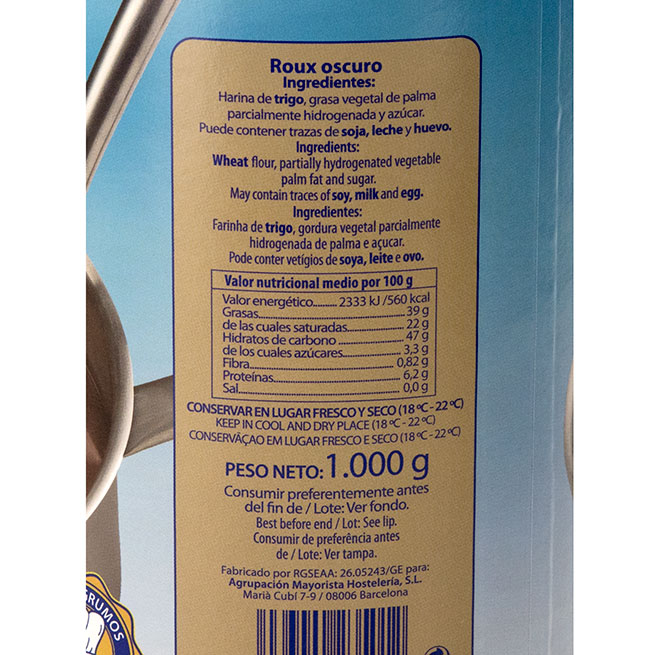 Roux oscuro
Ingredientes:
Harina de trigo, grasa vegetal de palma
parcialmente hidrogenada y azúcar.
Puede contener trazas de soja, leche y huevo.
Ingredients:
Wheat flour, partially hydrogenated vegetable
palm fat and sugar.
May contain traces of soy, milk and egg.
Ingredientes:
Farinha de trigo, gordura vegetal parcialmente
hidrogenada de palma e açucar.
Pode conter vetígios de soya, leite e ovo.
Valor nutricional medio por 100 g
Valor energético......... 2333 kJ /560 kcal
Grasas.......... 39 g
de las cuales saturadas.......... 22 g
Hidratos de carbono .......... 47 g
de los cuales azúcares.......... 3,3 g
Fibra.......... 0,82 g
Proteínas.......... 6,2 g
Sal.......... 0,0 g
CONSERVAR EN LUGAR FRESCO Y SECO (18 ºC - 22 ºC)
KEEP IN COOL AND DRY PLACE (18 ºC - 22 ºC)
CONSERVÁÇAO EM LUGAR FRESCO E SECO (18 ºC - 22 ºC)
PESO NETO: 1.000 g
Consumir preferentemente antes
del fin de / Lote: Ver fondo.
Best before end / Lot: See lip.
Consumir de preferência antes
de / Lote: Ver tampa.
Fabricado por RGSEAA: 26.05243/GE para:
Agrupación Mayorista Hostelería, S.L.
Marià Cubí 7-9 / 08006 Barcelona
GRUMOS